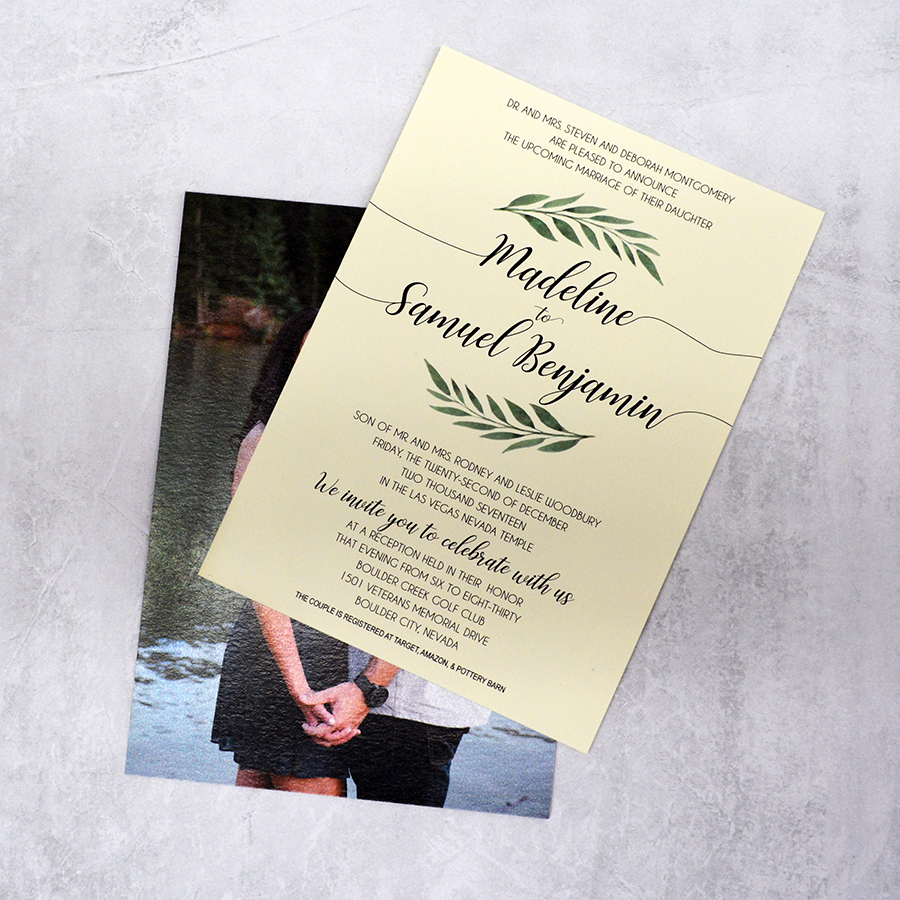 DR. AND MRS. STEVEN AND DEBORAH MONTGOMERY
ARE PLEASED TO ANNOUNCE
THE UPCOMING MARRIAGE OF THEIR DAUGHTER
Madeline
to
Samuel Benjamin
SON OF MR. AND MRS. RODNEY AND LESLIE WOODBURY
FRIDAY, THE TWENTY-SECOND OF DECEMBER
TWO THOUSAND SEVENTEEN
IN THE LAS VEGAS NEVADA TEMPLE
We invite you to celebrate with us
AT A RECEPTION HELD IN THEIR HONOR
THAT EVENING FROM SIX TO EIGHT-THIRTY
BOULDER CREEK GOLF CLUB
1501 VETERANS MEMORIAL DRIVE
BOULDER CITY, NEVADA
THE COUPLE IS REGISTERED AT TARGET, AMAZON, & POTTERY BARN